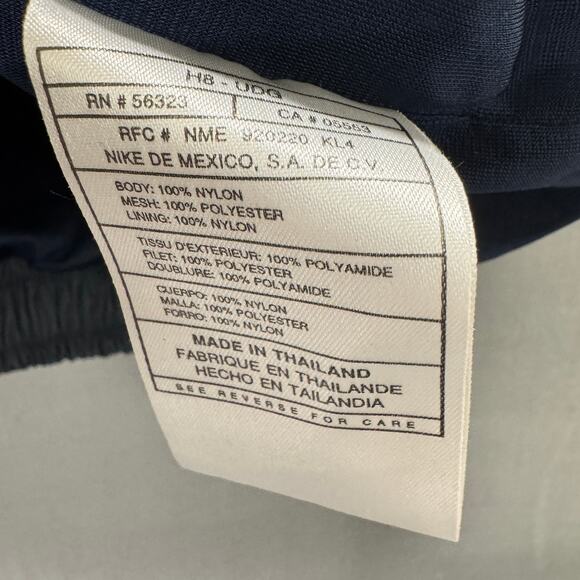 H8 - UDG
RN # 56323 CA # 05553
RFC # NME 920220 KL4
NIKE DE MEXICO, S.A. DE C.V.
BODY: 100% NYLON
MESH: 100% POLYESTER
LINING: 100% NYLON
TISSU D'EXTERIEUR: 100% POLYAMIDE
FILET: 100% POLYESTER
DOUBLURE: 100% POLYAMIDE
CUERPO: 100% NYLON
MALLA: 100% POLYESTER
FORRO: 100% NYLON
MADE IN THAILAND
FABRIQUE EN THAILANDE
HECHO EN TAILANDIA
SEE REVERSE FOR CARE